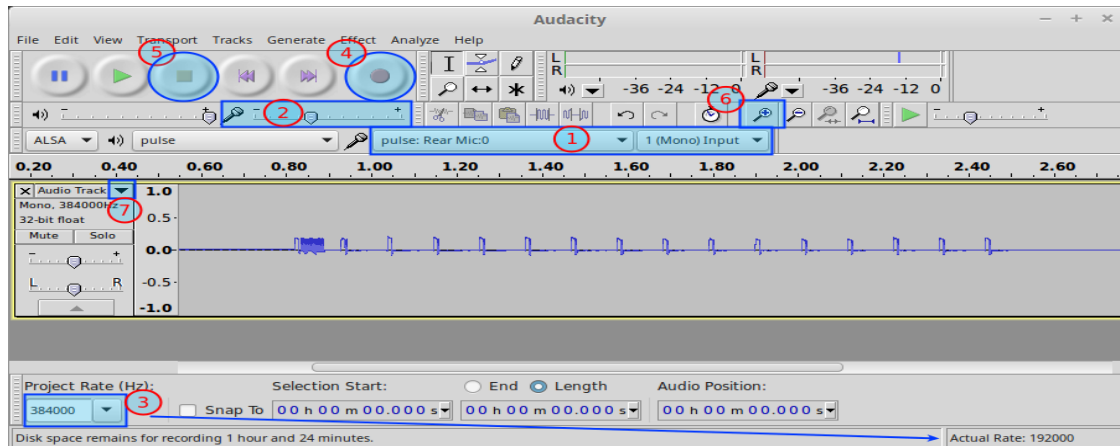 Audacity
File Edit View Transport Tracks Generate Effect Analyze Help
5 4
L R L R
-36 -24 -12 0 -36 -24 -12 0
2 6
ALSA pulse pulse: Rear Mic:0 1 1 (Mono) Input
0.20 0.40 0.60 0.80 1.00 1.20 1.40 1.60 1.80 2.00 2.20 2.40 2.60
Audio Track 1.0
Mono, 384000Hz 7
32-bit float 0.5
Mute Solo
0.0
L R -0.5
-1.0
Project Rate (Hz): Selection Start: End Length Audio Position:
384000 3 Snap To 00 h 00 m 00.000 s 00 h 00 m 00.000 s 00 h 00 m 00.000 s
Disk space remains for recording 1 hour and 24 minutes. Actual Rate: 192000